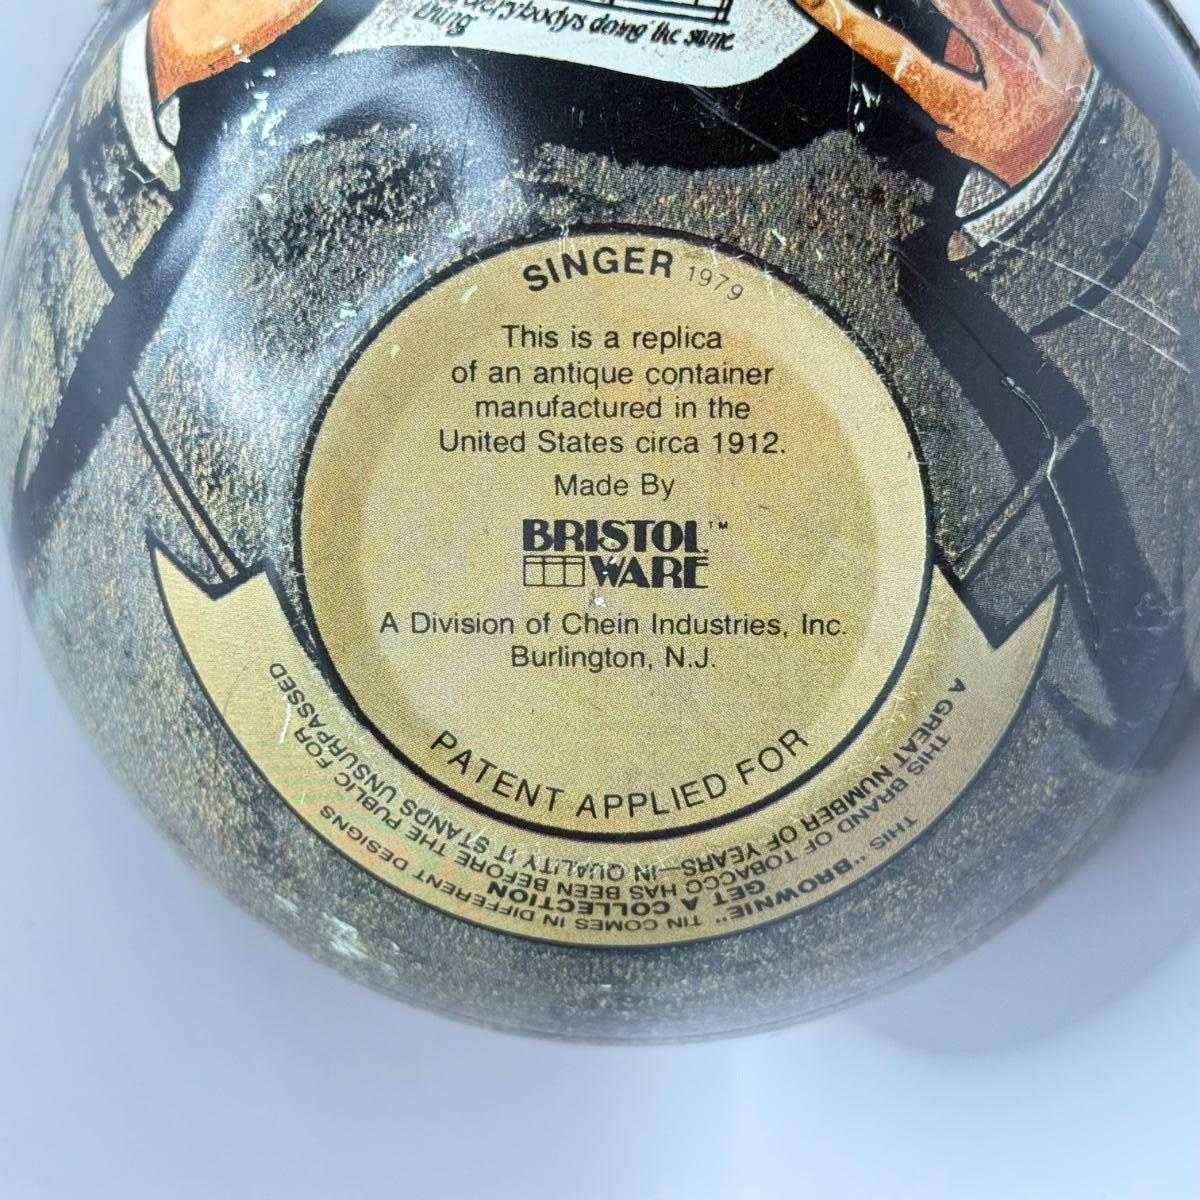 everybodys doing the same
thing
SINGER 1979
This is a replica
of an antique container
manufactured in the
United States circa 1912.
Made By
BRISTOL™
WARE
A Division of Chein Industries, Inc.
Burlington, N.J.
PATENT APPLIED FOR
THIS "BROWNIE" TIN COMES IN DIFFERENT DESIGNS
GET A COLLECTION
THIS BRAND OF TOBACCO HAS BEEN BEFORE THE PUBLIC FOR
A GREAT NUMBER OF YEARS—IN QUALITY IT STANDS UNSURPASSED